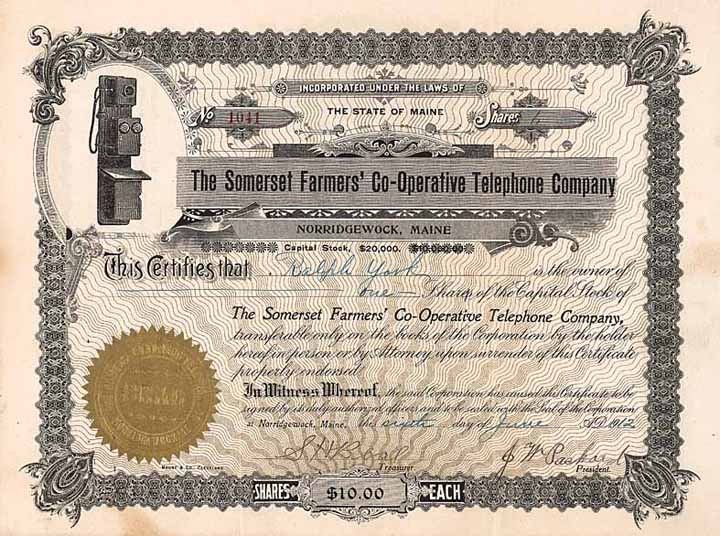 INCORPORATED UNDER THE LAWS OF
THE STATE OF MAINE
No 1041
Shares 1
The Somerset Farmers' Co-Operative Telephone Company
NORRIDGEWOCK, MAINE
Capital Stock, $20,000. $10,000.00
This Certifies that Ralph York is the owner of
one Shares of the Capital Stock of
The Somerset Farmers' Co-Operative Telephone Company,
transferable only on the books of the Corporation by the holder
hereof in person or by Attorney upon surrender of this Certificate
properly endorsed.
In Witness Whereof, the said Corporation has caused this Certificate to be
signed by its duly authorized officers and to be sealed with the Seal of the Corporation
at Norridgewock, Maine, this sixth day of June A.D. 1912
Treasurer.
President.
SHARES $10.00 EACH